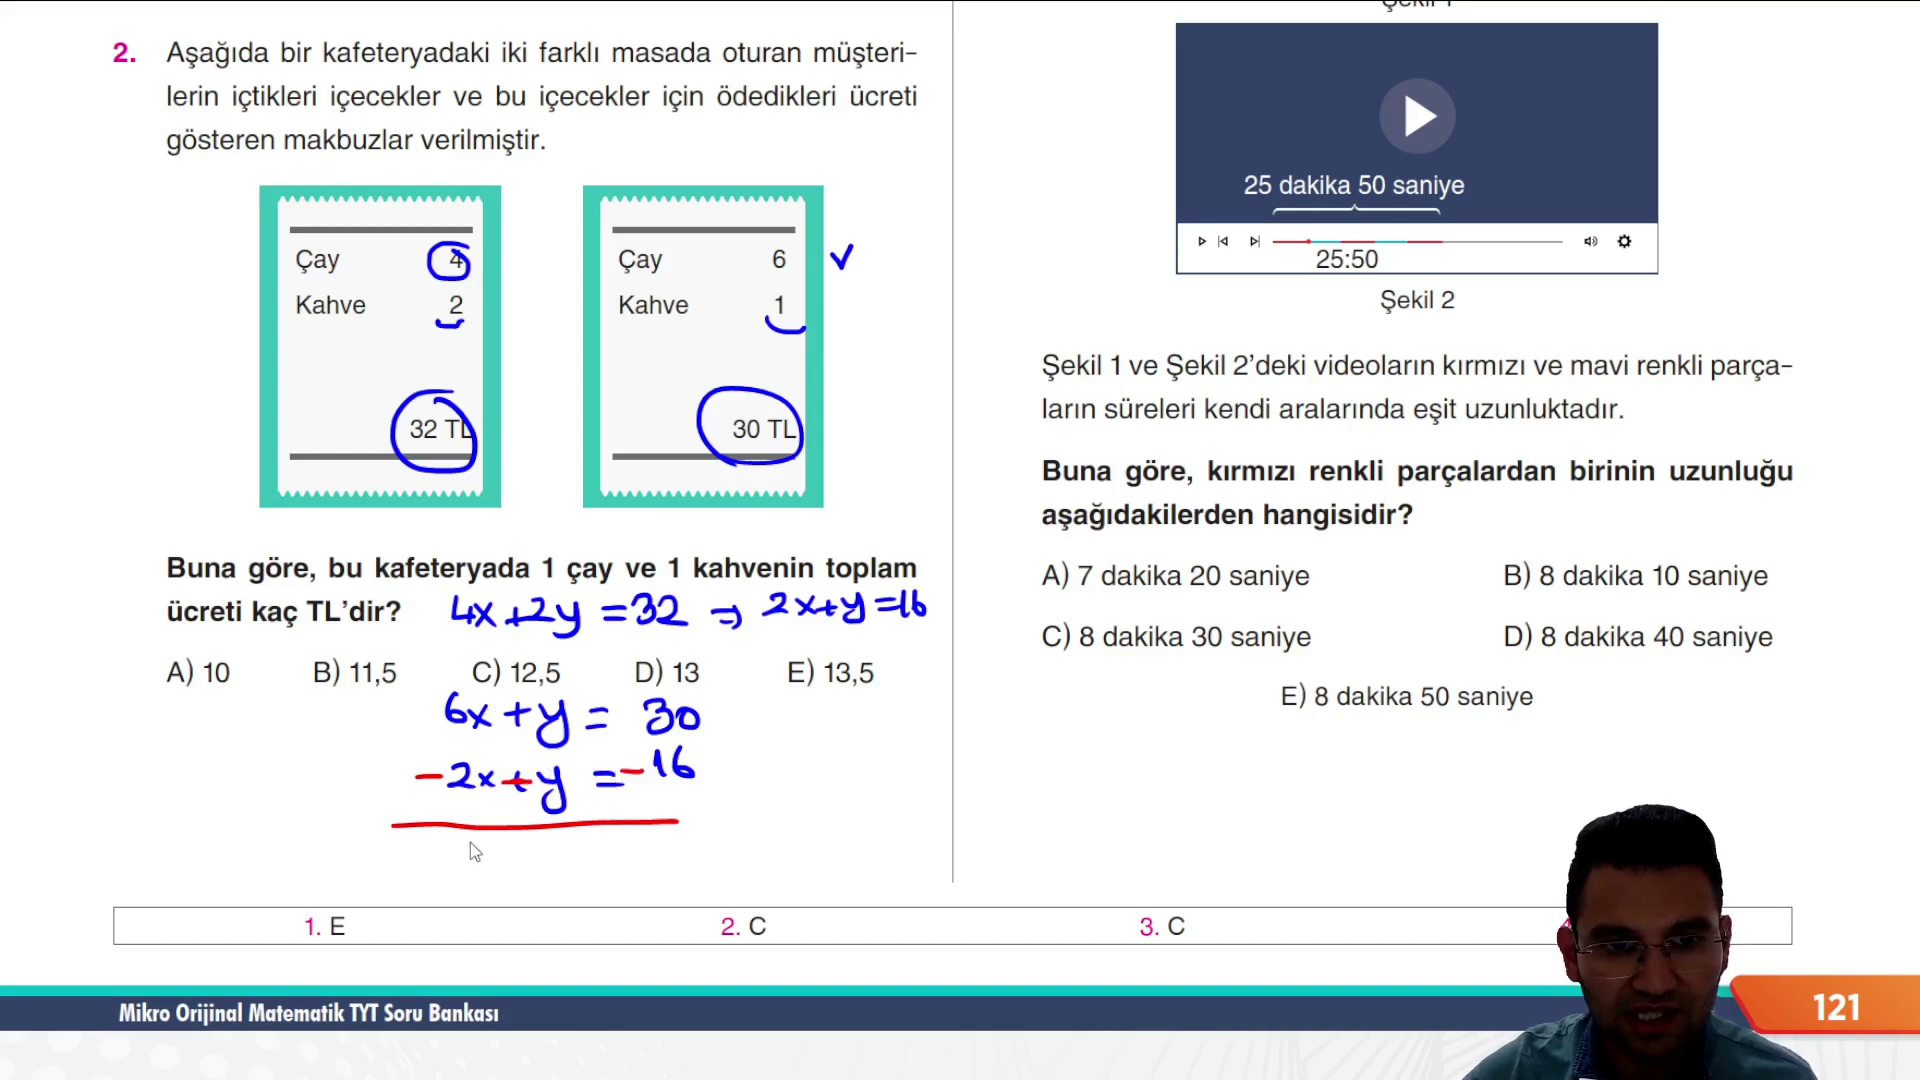 2. Aşağıda bir kafeteryadaki iki farklı masada oturan müşteri-
lerin içtikleri içecekler ve bu içecekler için ödedikleri ücreti
gösteren makbuzlar verilmiştir.
Çay 4
Kahve 2
32 TL
Çay 6
Kahve 1
30 TL
Buna göre, bu kafeteryada 1 çay ve 1 kahvenin toplam
ücreti kaç TL'dir?
4x+2y=32 → 2x+y=16
A) 10 B) 11,5 C) 12,5 D) 13 E) 13,5
6x+y= 30
-2x+y=-16
Şekil 1
25 dakika 50 saniye
25:50
Şekil 2
Şekil 1 ve Şekil 2'deki videoların kırmızı ve mavi renkli parça-
ların süreleri kendi aralarında eşit uzunluktadır.
Buna göre, kırmızı renkli parçalardan birinin uzunluğu
aşağıdakilerden hangisidir?
A) 7 dakika 20 saniye B) 8 dakika 10 saniye
C) 8 dakika 30 saniye D) 8 dakika 40 saniye
E) 8 dakika 50 saniye
1. E 2. C 3. C
Mikro Orijinal Matematik TYT Soru Bankası
121